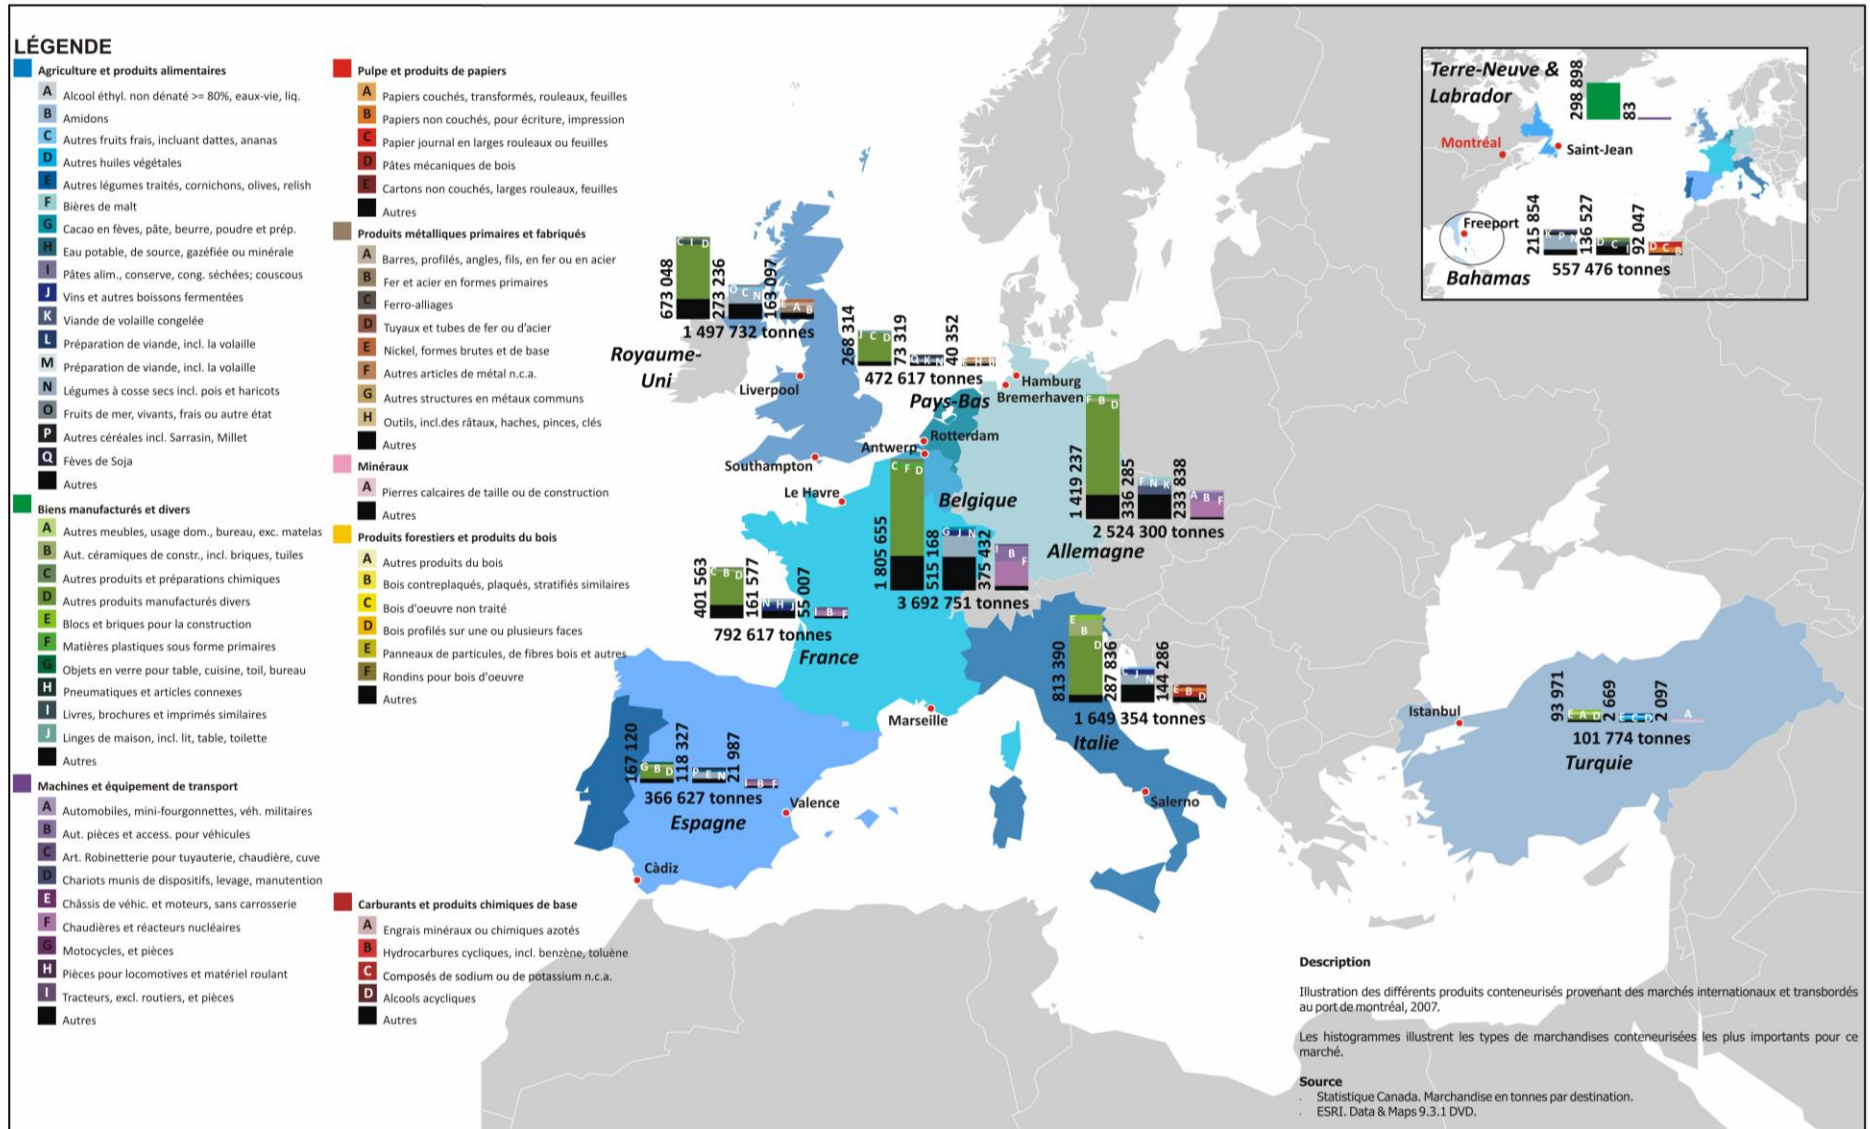 LÉGENDE
Agriculture et produits alimentaires
A Alcool éthyl. non dénaté >= 80%, eaux-vie, liq.
B Amidons
C Autres fruits frais, incluant dattes, ananas
D Autres huiles végétales
E Autres légumes traités, cornichons, olives, relish
F Bières de malt
G Cacao en fèves, pâte, beurre, poudre et prép.
H Eau potable, de source, gazéfiée ou minérale
I Pâtes alim., conserve, cong. séchées; couscous
J Vins et autres boissons fermentées
K Viande de volaille congelée
L Préparation de viande, incl. la volaille
M Préparation de viande, incl. la volaille
N Légumes à cosse secs incl. pois et haricots
O Fruits de mer, vivants, frais ou autre état
P Autres céréales incl. Sarrasin, Millet
Q Fèves de Soja
Autres
Biens manufacturés et divers
A Autres meubles, usage dom., bureau, exc. matelas
B Aut. céramiques de constr., incl. briques, tuiles
C Autres produits et préparations chimiques
D Autres produits manufacturés divers
E Blocs et briques pour la construction
F Matières plastiques sous forme primaires
G Objets en verre pour table, cuisine, toil, bureau
H Pneumatiques et articles connexes
I Livres, brochures et imprimés similaires
J Linges de maison, incl. lit, table, toilette
Autres
Machines et équipement de transport
A Automobiles, mini-fourgonnettes, véh. militaires
B Aut. pièces et access. pour véhicules
C Art. Robinetterie pour tuyauterie, chaudière, cuve
D Chariots munis de dispositifs, levage, manutention
E Châssis de véhic. et moteurs, sans carrosserie
F Chaudières et réacteurs nucléaires
G Motocycles, et pièces
H Pièces pour locomotives et matériel roulant
I Tracteurs, excl. routiers, et pièces
Autres
Pulpe et produits de papiers
A Papiers couchés, transformés, rouleaux, feuilles
B Papiers non couchés, pour écriture, impression
C Papier journal en larges rouleaux ou feuilles
D Pâtes mécaniques de bois
E Cartons non couchés, larges rouleaux, feuilles
Autres
Produits métalliques primaires et fabriqués
A Barres, profilés, angles, fils, en fer ou en acier
B Fer et acier en formes primaires
C Ferro-alliages
D Tuyaux et tubes de fer ou d'acier
E Nickel, formes brutes et de base
F Autres articles de métal n.c.a.
G Autres structures en métaux communs
H Outils, incl.des râtaux, haches, pinces, clés
Autres
Minéraux
A Pierres calcaires de taille ou de construction
Autres
Produits forestiers et produits du bois
A Autres produits du bois
B Bois contreplaqués, plaqués, stratifiés similaires
C Bois d'oeuvre non traité
D Bois profilés sur une ou plusieurs faces
E Panneaux de particules, de fibres bois et autres
F Rondins pour bois d'oeuvre
Autres
Carburants et produits chimiques de base
A Engrais minéraux ou chimiques azotés
B Hydrocarbures cycliques, incl. benzène, toluène
C Composés de sodium ou de potassium n.c.a.
D Alcools acycliques
Autres
673 048 C I D
273 236 O C N
163 097 E A B
1 497 732 tonnes
Royaume-
Uni
Liverpool
Southampton
268 314 J C D
73 319 Q K N
40 352 H B
472 617 tonnes
Pays-Bas
Hamburg
Bremerhaven
Rotterdam
Antwerp
Le Havre
1 419 237 F B D
336 285 F N K
233 838 A B F
2 524 300 tonnes
Allemagne
Belgique
1 805 655 C F D
515 168 G J N
375 432 I B F
3 692 751 tonnes
401 563 C B D
161 577 N H J
55 007 B F
792 617 tonnes
France
Marseille
813 390 E B D
287 836 J N
144 286 E B D
1 649 354 tonnes
Italie
Salerno
167 120 G B D
118 327 P E N
21 987 B F
366 627 tonnes
Espagne
Valence
Càdiz
Istanbul
93 971 E A D
2 669 E C D
2 097 A
101 774 tonnes
Turquie
Terre-Neuve &
Labrador
298 898
83
Montréal
Saint-Jean
Freeport
Bahamas
215 854 K P N
136 527 D C
92 047 D C B
557 476 tonnes
Description
Illustration des différents produits conteneurisés provenant des marchés internationaux et transbordés
au port de montréal, 2007.
Les histogrammes illustrent les types de marchandises conteneurisées les plus importants pour ce
marché.
Source
. Statistique Canada. Marchandise en tonnes par destination.
. ESRI. Data & Maps 9.3.1 DVD.